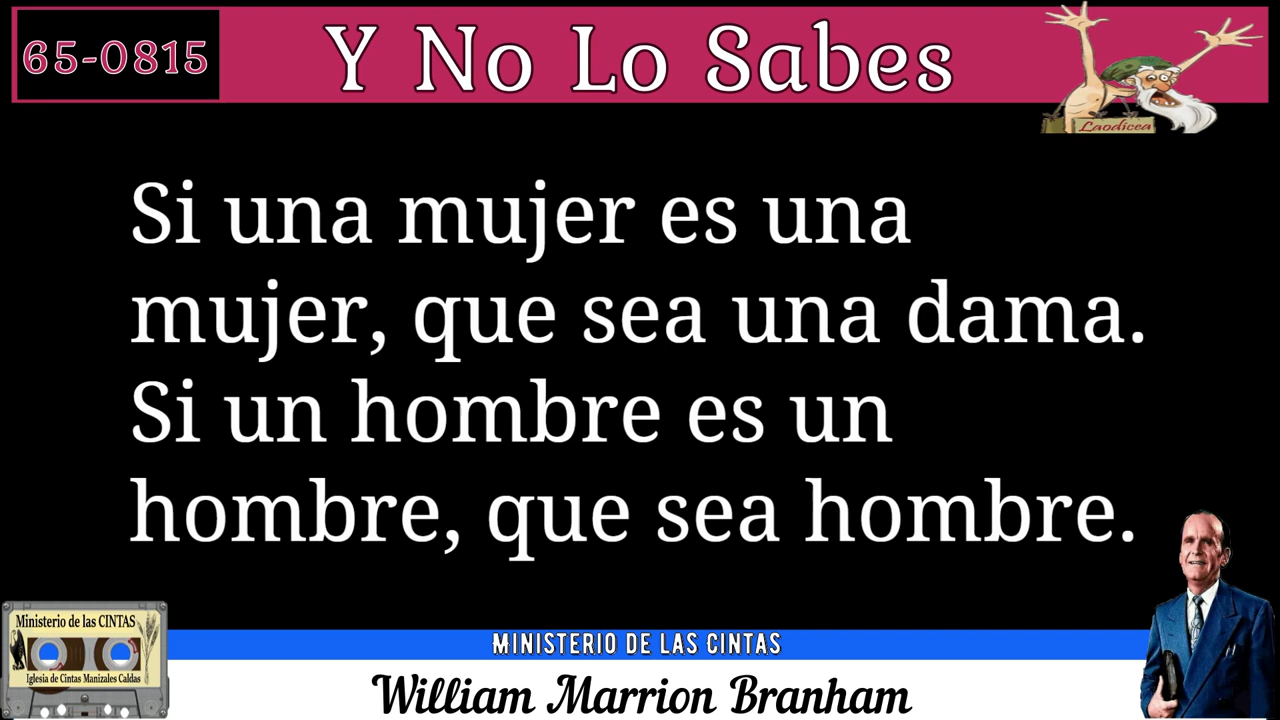 65-0815
Y No Lo Sabes
Laodicea
Si una mujer es una
mujer, que sea una dama.
Si un hombre es un
hombre, que sea hombre.
Ministerio de las CINTAS
Iglesia de Cintas Manizales Caldas
MINISTERIO DE LAS CINTAS
William Marrion Branham